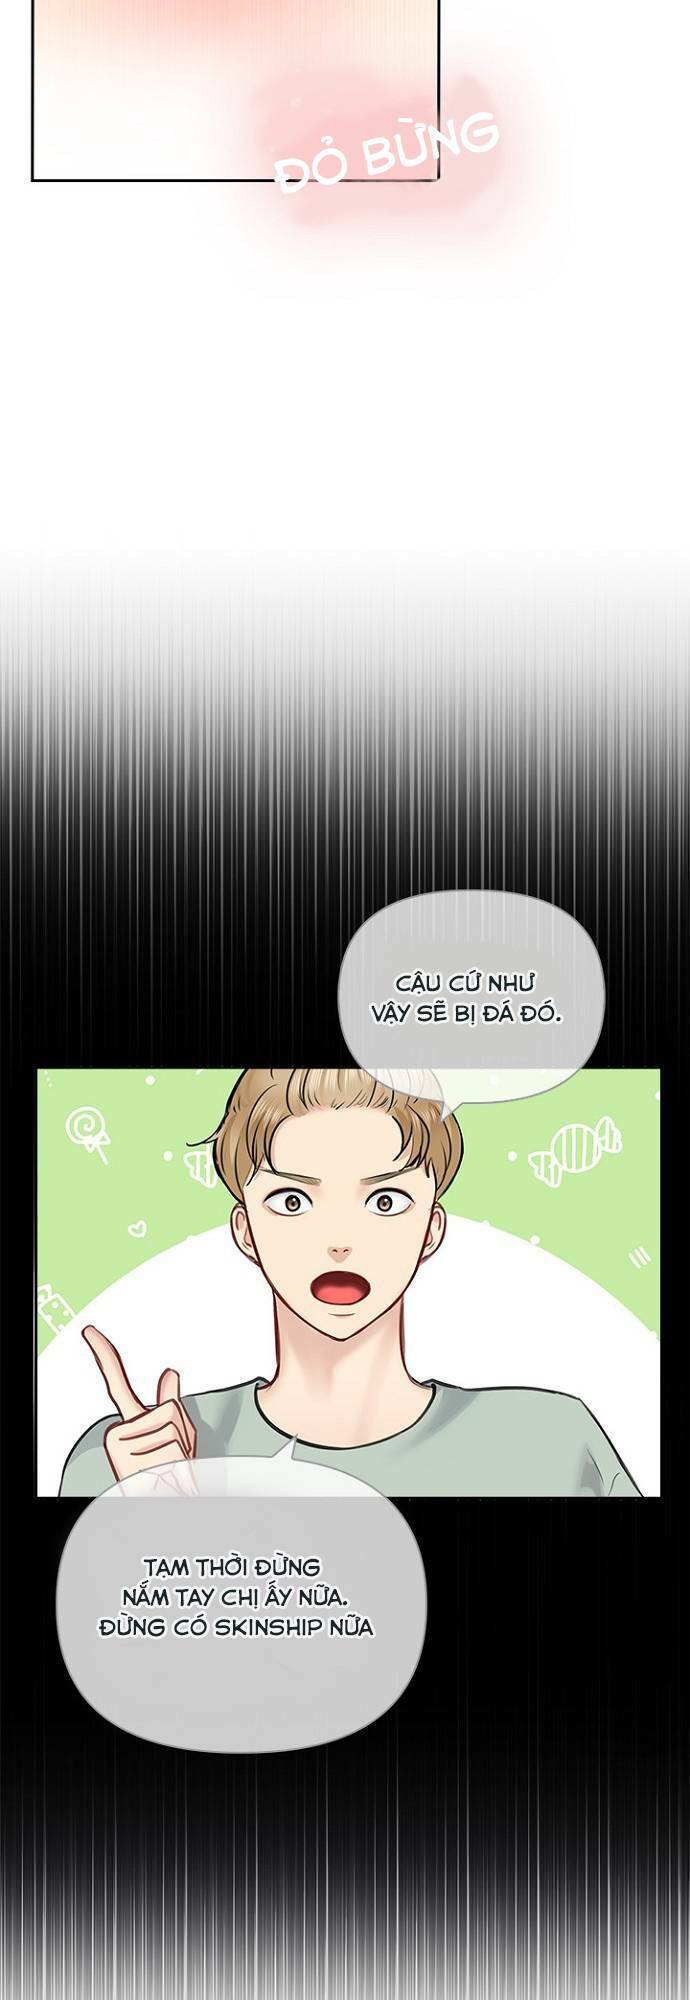 ĐỎ BỪNG
CẬU CỨ NHƯ
VẬY SẼ BỊ ĐÁ ĐÓ.
TẠM THỜI ĐỪNG
NẮM TAY CHỊ ẤY NỮA.
ĐỪNG CÓ SKINSHIP NỮA